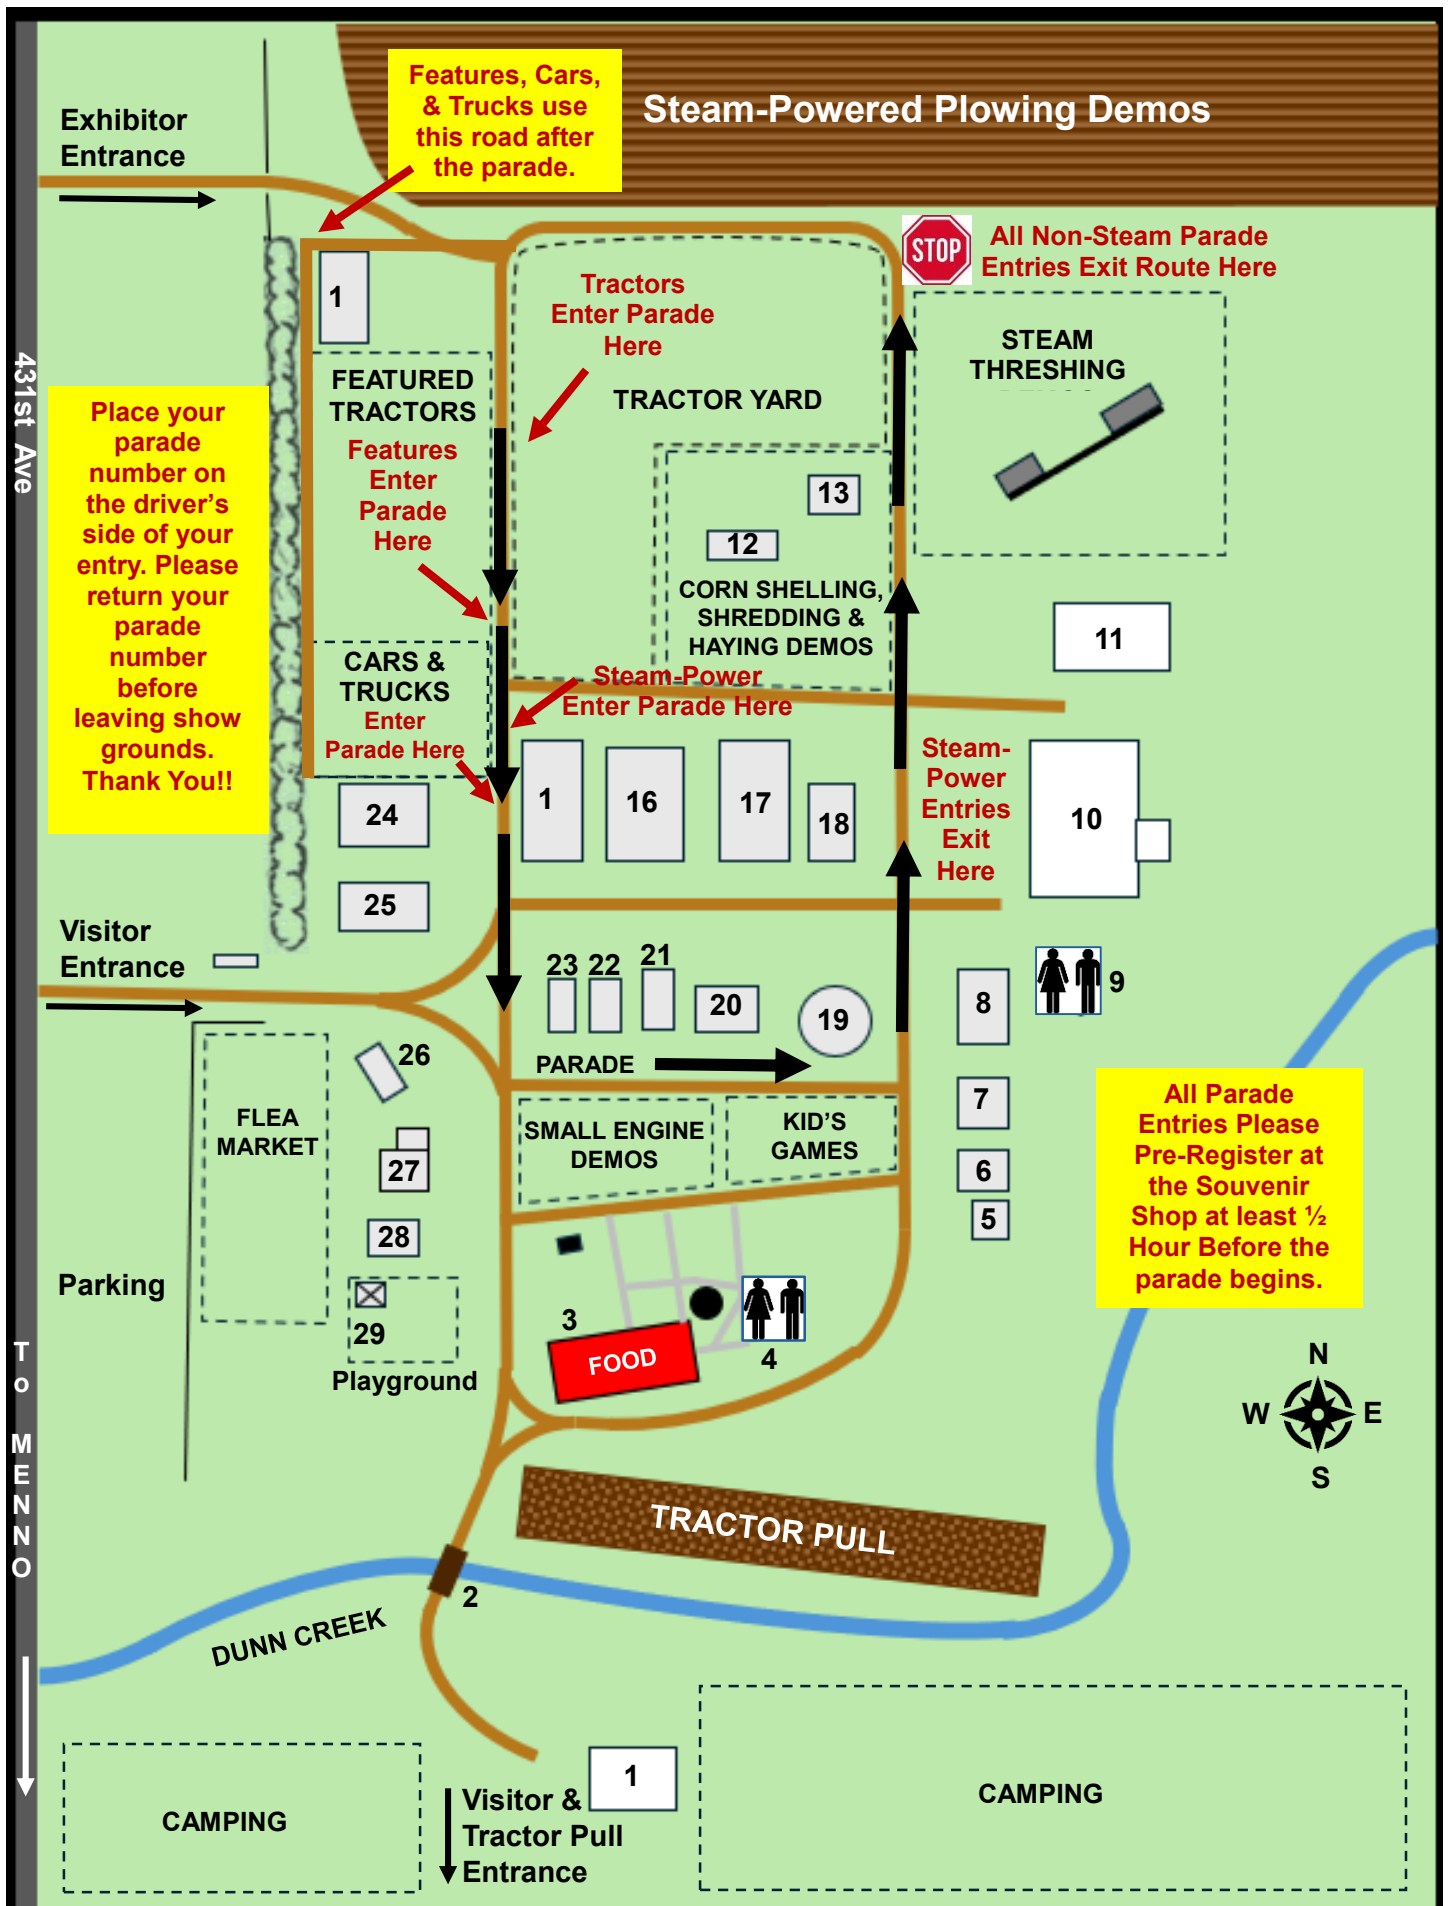 Features, Cars,
& Trucks use
this road after
the parade.
Steam-Powered Plowing Demos
Exhibitor
Entrance
STOP
All Non-Steam Parade
Entries Exit Route Here
1
Tractors
Enter Parade
Here
STEAM
THRESHING
431st Ave
FEATURED
TRACTORS
TRACTOR YARD
Place your
parade
number on
the driver’s
side of your
entry. Please
return your
parade
number
before
leaving show
grounds.
Thank You!!
Features
Enter
Parade
Here
13
12
CORN SHELLING,
SHREDDING &
HAYING DEMOS
11
CARS &
TRUCKS
Enter
Parade Here
Steam-Power
Enter Parade Here
Steam-
Power
Entries
Exit
Here
24
1
16
17
18
10
25
Visitor
Entrance
23
22
21
20
19
8
9
PARADE
26
7
FLEA
MARKET
SMALL ENGINE
DEMOS
KID'S
GAMES
All Parade
Entries Please
Pre-Register at
the Souvenir
Shop at least ½
Hour Before the
parade begins.
27
6
5
28
Parking
29
Playground
3
FOOD
4
N
W
E
S
To MENNO
TRACTOR PULL
2
DUNN CREEK
1
CAMPING
Visitor &
Tractor Pull
Entrance
CAMPING